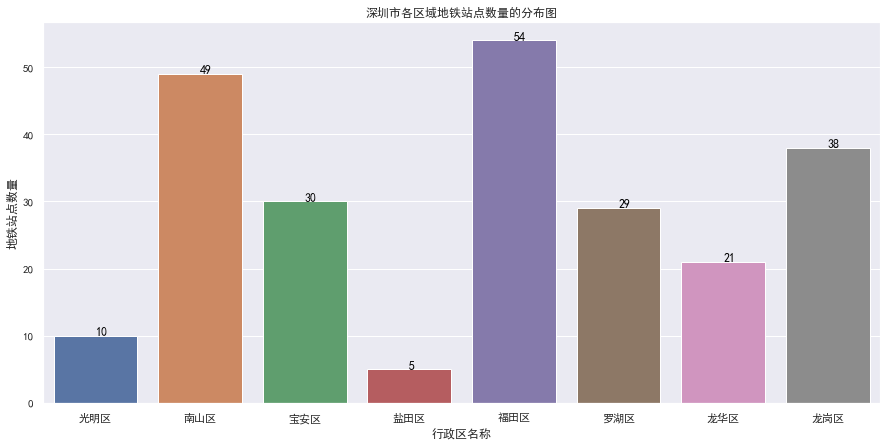 深圳市各区域地铁站点数量的分布图
地铁站点数量
50
40
30
20
10
0
10
49
30
5
54
29
21
38
光明区
南山区
宝安区
盐田区
福田区
罗湖区
龙华区
龙岗区
行政区名称